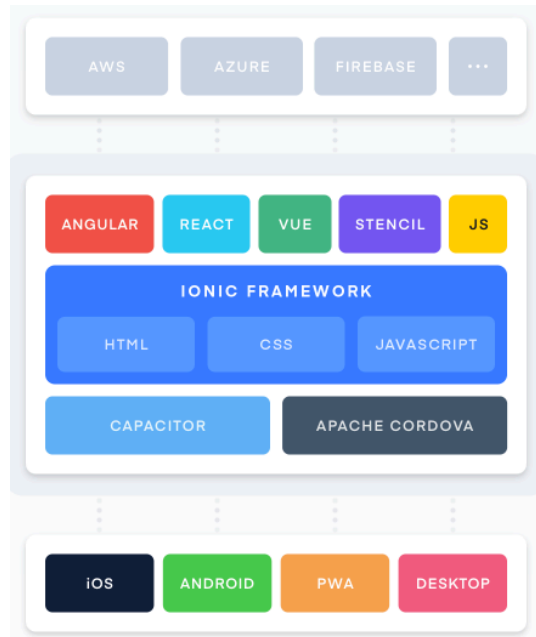 AWS AZURE FIREBASE ...
ANGULAR REACT VUE STENCIL JS
IONIC FRAMEWORK
HTML CSS JAVASCRIPT
CAPACITOR APACHE CORDOVA
iOS ANDROID PWA DESKTOP